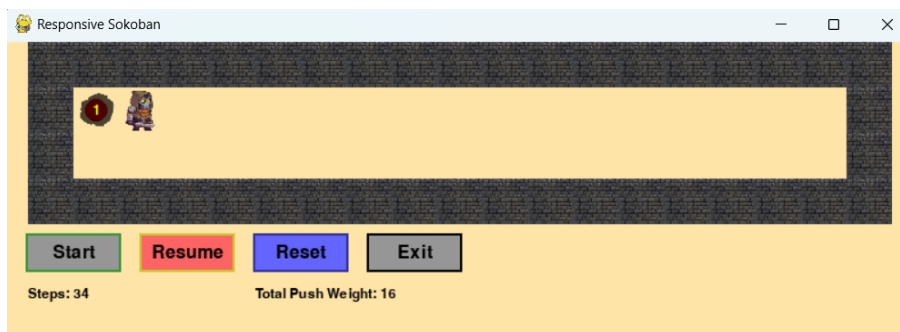 Responsive Sokoban
1
Start Resume Reset Exit
Steps: 34 Total Push Weight: 16